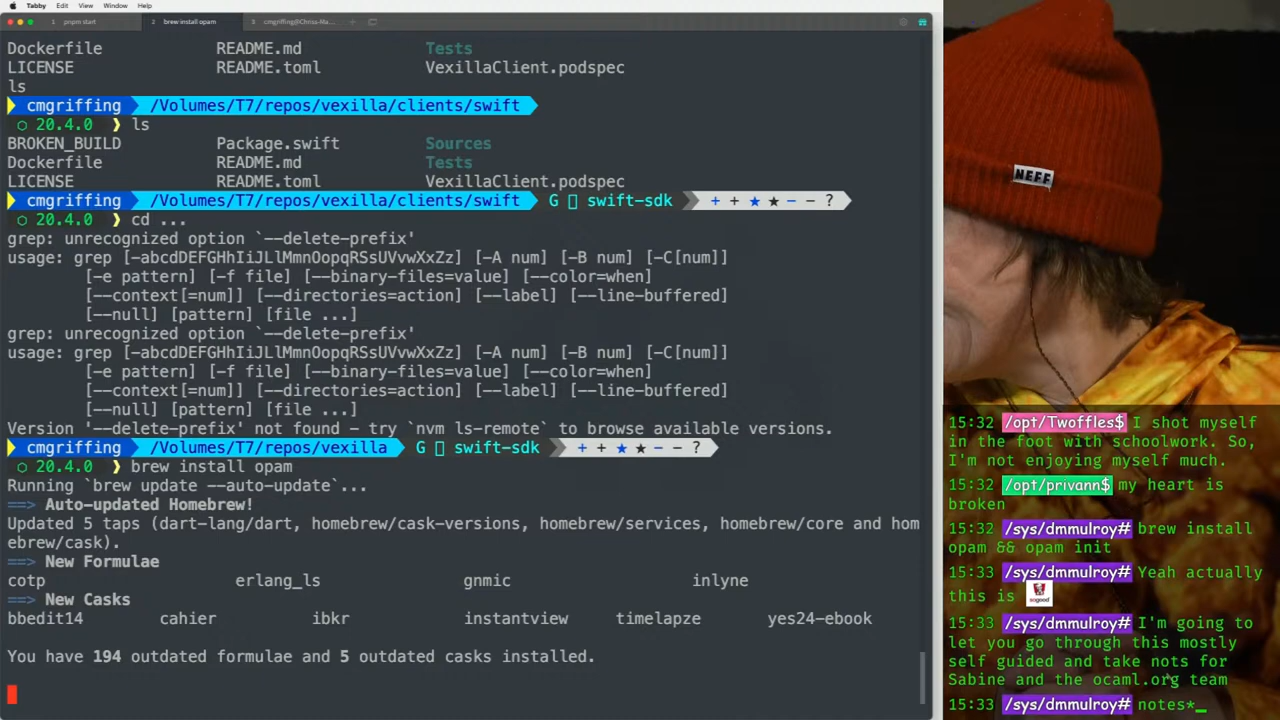 Tabby Edit View Window Help
1 pnpm start 2 brew install opam 3 cmgriffing@Chriss-Ma...
Dockerfile README.md Tests
LICENSE README.toml VexillaClient.podspec
ls
cmgriffing /Volumes/T7/repos/vexilla/clients/swift
20.4.0 ❯ ls
BROKEN_BUILD Package.swift Sources
Dockerfile README.md Tests
LICENSE README.toml VexillaClient.podspec
cmgriffing /Volumes/T7/repos/vexilla/clients/swift G swift-sdk + + ★ ★ − − ?
20.4.0 ❯ cd ...
grep: unrecognized option `--delete-prefix'
usage: grep [-abcdDEFGHhIiJLlMmnOopqRSsUVvwXxZz] [-A num] [-B num] [-C[num]]
[-e pattern] [-f file] [--binary-files=value] [--color=when]
[--context[=num]] [--directories=action] [--label] [--line-buffered]
[--null] [pattern] [file ...]
grep: unrecognized option `--delete-prefix'
usage: grep [-abcdDEFGHhIiJLlMmnOopqRSsUVvwXxZz] [-A num] [-B num] [-C[num]]
[-e pattern] [-f file] [--binary-files=value] [--color=when]
[--context[=num]] [--directories=action] [--label] [--line-buffered]
[--null] [pattern] [file ...]
Version '--delete-prefix' not found - try `nvm ls-remote` to browse available versions.
cmgriffing /Volumes/T7/repos/vexilla G swift-sdk + + ★ ★ − − ?
20.4.0 ❯ brew install opam
Running `brew update --auto-update`...
==> Auto-updated Homebrew!
Updated 5 taps (dart-lang/dart, homebrew/cask-versions, homebrew/services, homebrew/core and hom
ebrew/cask).
==> New Formulae
cotp erlang_ls gnmic inlyne
==> New Casks
bbedit14 cahier ibkr instantview timelapze yes24-ebook
You have 194 outdated formulae and 5 outdated casks installed.
NEFF
15:32 /opt/Twoffles$ I shot myself
in the foot with schoolwork. So,
I'm not enjoying myself much.
15:32 /opt/privann$ my heart is
broken
15:32 /sys/dmmulroy# brew install
opam && opam init
15:33 /sys/dmmulroy# Yeah actually
this is sogood
15:33 /sys/dmmulroy# I'm going to
let you go through this mostly
self guided and take nots for
Sabine and the ocaml.org team
15:33 /sys/dmmulroy# notes*_